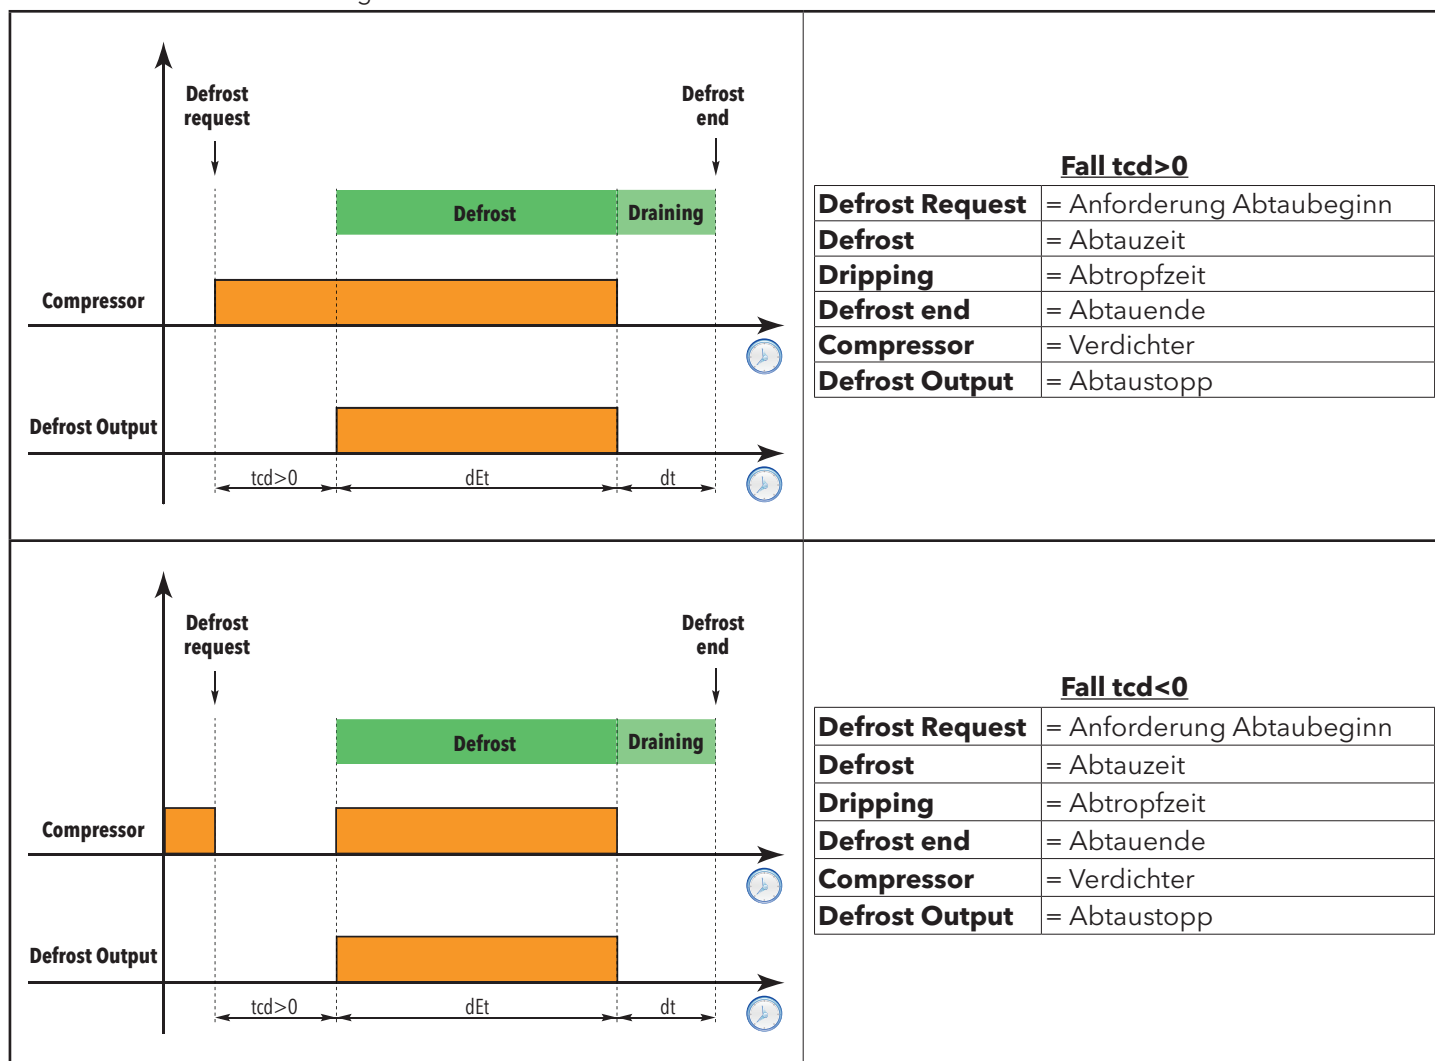 Defrost
request
Defrost
end
Defrost
Draining
Compressor
Defrost Output
tcd>0
dEt
dt
Fall tcd>0
Defrost Request = Anforderung Abtaubeginn
Defrost = Abtauzeit
Dripping = Abtropfzeit
Defrost end = Abtauende
Compressor = Verdichter
Defrost Output = Abtaustopp
Defrost
request
Defrost
end
Defrost
Draining
Compressor
Defrost Output
tcd>0
dEt
dt
Fall tcd<0
Defrost Request = Anforderung Abtaubeginn
Defrost = Abtauzeit
Dripping = Abtropfzeit
Defrost end = Abtauende
Compressor = Verdichter
Defrost Output = Abtaustopp